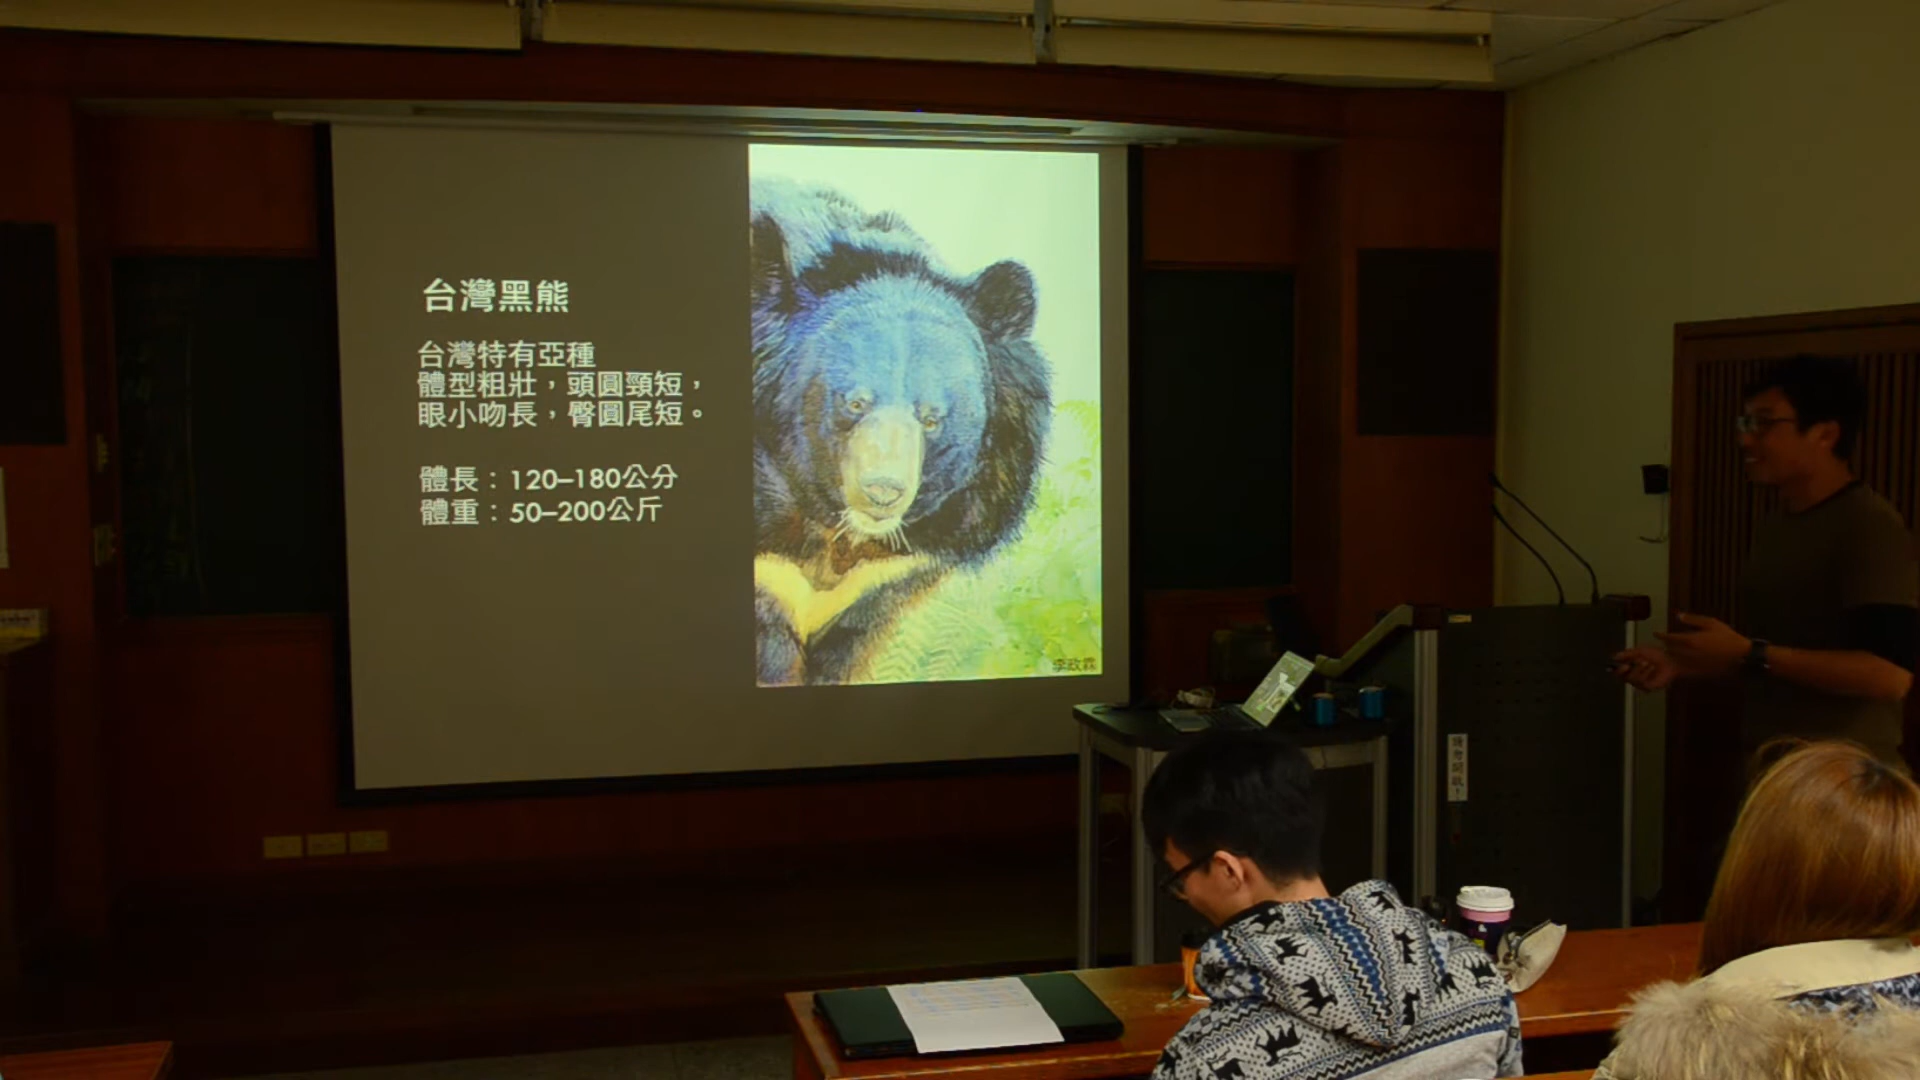 台灣黑熊
台灣特有亞種
體型粗壯，頭圓頸短，
眼小吻長，臀圓尾短。
體長：120–180公分
體重：50–200公斤
李政霖